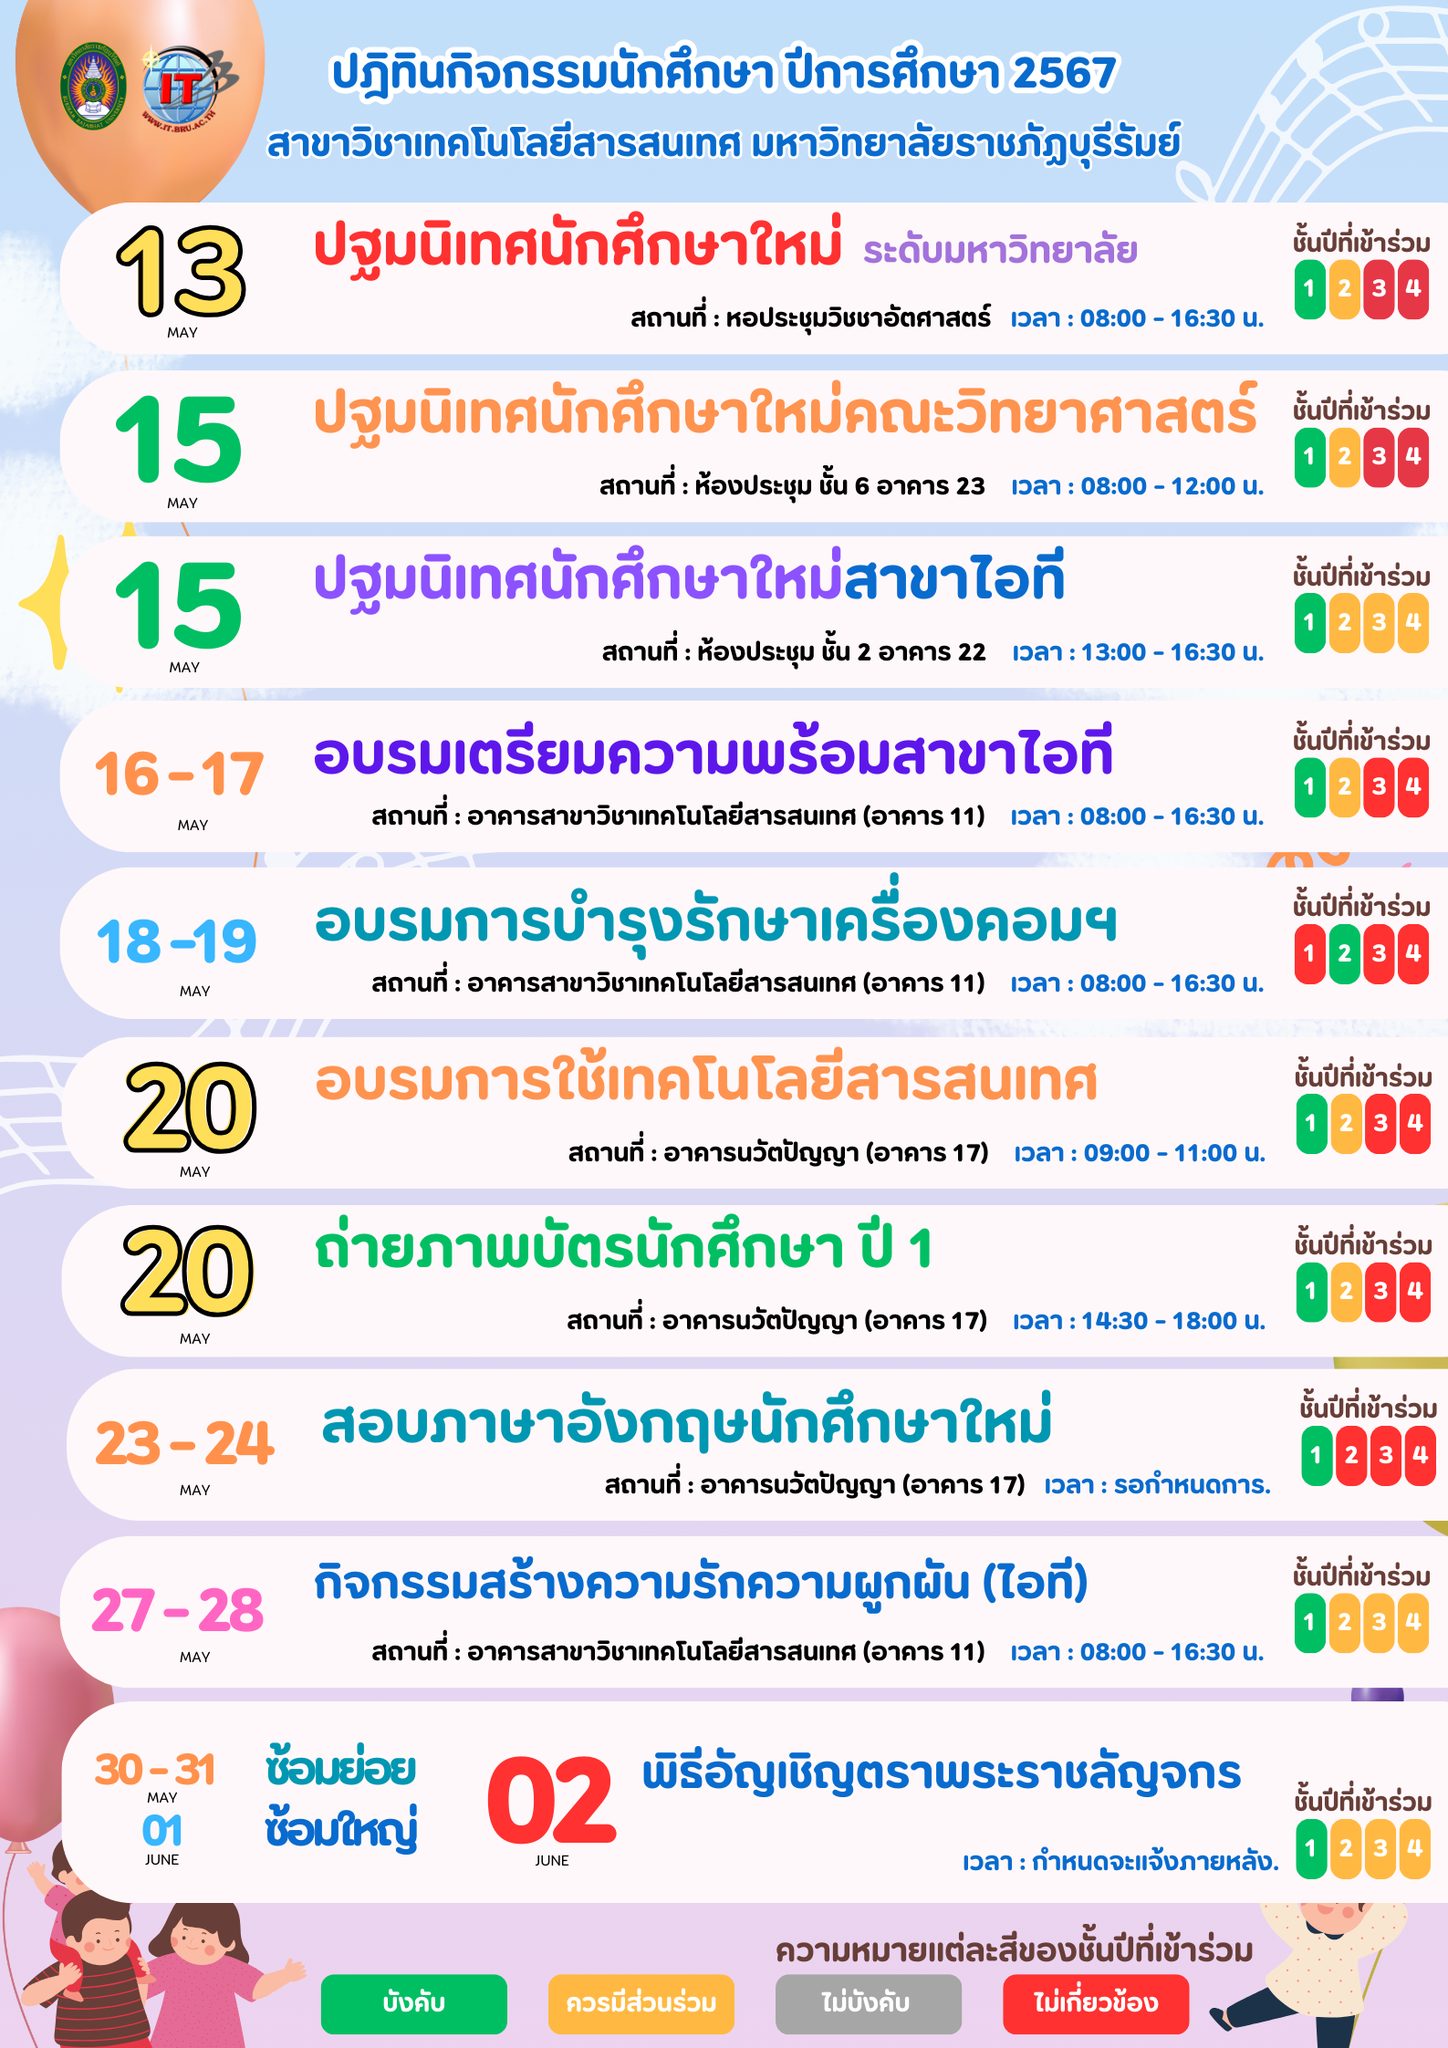 IT
WWW.IT.BRU.AC.TH
ปฎิทินกิจกรรมนักศึกษา ปีการศึกษา 2567
สาขาวิชาเทคโนโลยีสารสนเทศ มหาวิทยาลัยราชภัฏบุรีรัมย์
13
MAY
ปฐมนิเทศนักศึกษาใหม่ ระดับมหาวิทยาลัย
สถานที่ : หอประชุมวิชชาอัตศาสตร์ เวลา : 08:00 - 16:30 น.
ชั้นปีที่เข้าร่วม
1 2 3 4
15
MAY
ปฐมนิเทศนักศึกษาใหม่คณะวิทยาศาสตร์
สถานที่ : ห้องประชุม ชั้น 6 อาคาร 23 เวลา : 08:00 - 12:00 น.
ชั้นปีที่เข้าร่วม
1 2 3 4
15
MAY
ปฐมนิเทศนักศึกษาใหม่สาขาไอที
สถานที่ : ห้องประชุม ชั้น 2 อาคาร 22 เวลา : 13:00 - 16:30 น.
ชั้นปีที่เข้าร่วม
1 2 3 4
16 - 17
MAY
อบรมเตรียมความพร้อมสาขาไอที
สถานที่ : อาคารสาขาวิชาเทคโนโลยีสารสนเทศ (อาคาร 11) เวลา : 08:00 - 16:30 น.
ชั้นปีที่เข้าร่วม
1 2 3 4
18 -19
MAY
อบรมการบำรุงรักษาเครื่องคอมฯ
สถานที่ : อาคารสาขาวิชาเทคโนโลยีสารสนเทศ (อาคาร 11) เวลา : 08:00 - 16:30 น.
ชั้นปีที่เข้าร่วม
1 2 3 4
20
MAY
อบรมการใช้เทคโนโลยีสารสนเทศ
สถานที่ : อาคารนวัตปัญญา (อาคาร 17) เวลา : 09:00 - 11:00 น.
ชั้นปีที่เข้าร่วม
1 2 3 4
20
MAY
ถ่ายภาพบัตรนักศึกษา ปี 1
สถานที่ : อาคารนวัตปัญญา (อาคาร 17) เวลา : 14:30 - 18:00 น.
ชั้นปีที่เข้าร่วม
1 2 3 4
23 - 24
MAY
สอบภาษาอังกฤษนักศึกษาใหม่
สถานที่ : อาคารนวัตปัญญา (อาคาร 17) เวลา : รอกำหนดการ.
ชั้นปีที่เข้าร่วม
1 2 3 4
27 - 28
MAY
กิจกรรมสร้างความรักความผูกผัน (ไอที)
สถานที่ : อาคารสาขาวิชาเทคโนโลยีสารสนเทศ (อาคาร 11) เวลา : 08:00 - 16:30 น.
ชั้นปีที่เข้าร่วม
1 2 3 4
30 - 31
MAY
ซ้อมย่อย
01
JUNE
ซ้อมใหญ่
02
JUNE
พิธีอัญเชิญตราพระราชลัญจกร
เวลา : กำหนดจะแจ้งภายหลัง.
ชั้นปีที่เข้าร่วม
1 2 3 4
ความหมายแต่ละสีของชั้นปีที่เข้าร่วม
บังคับ ควรมีส่วนร่วม ไม่บังคับ ไม่เกี่ยวข้อง